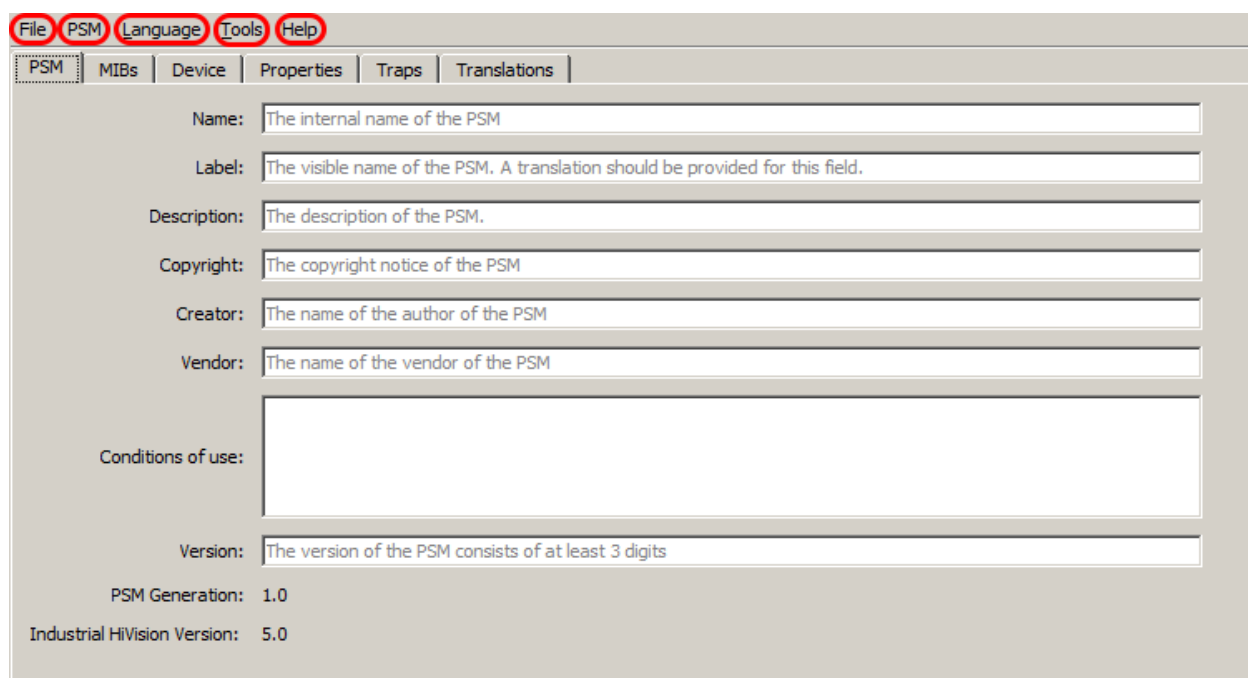 File PSM Language Tools Help
PSM MIBs Device Properties Traps Translations
Name: The internal name of the PSM
Label: The visible name of the PSM. A translation should be provided for this field.
Description: The description of the PSM.
Copyright: The copyright notice of the PSM
Creator: The name of the author of the PSM
Vendor: The name of the vendor of the PSM
Conditions of use:
Version: The version of the PSM consists of at least 3 digits
PSM Generation: 1.0
Industrial HiVision Version: 5.0